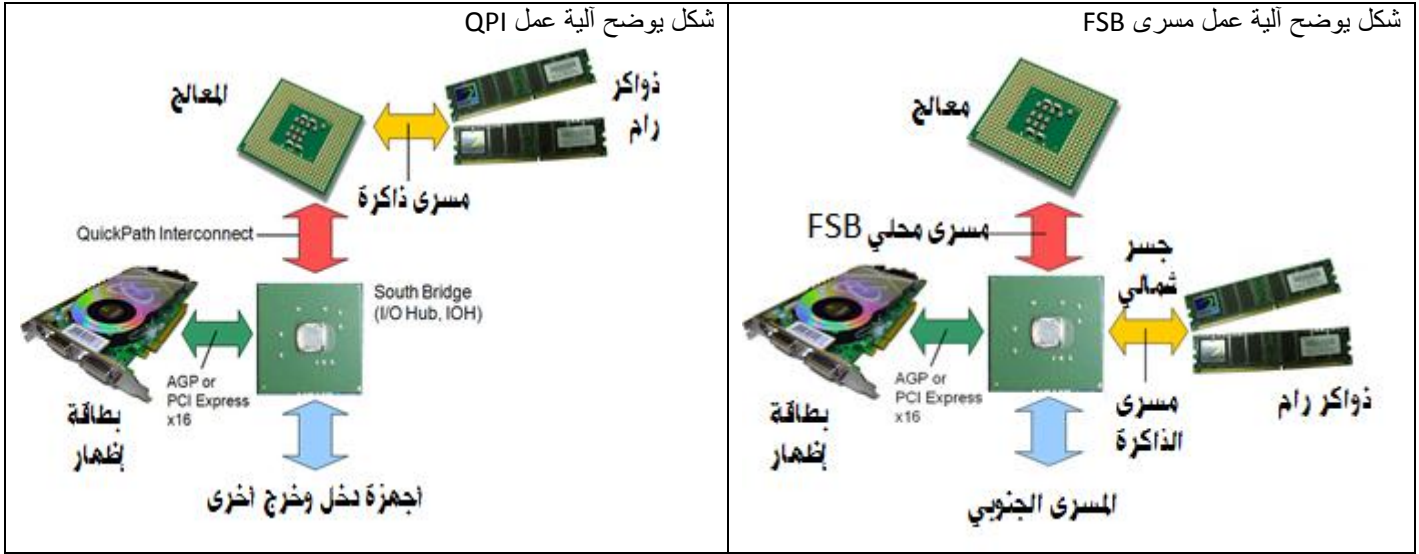 شكل يوضح آلية عمل مسرى FSB
معالج
مسرى محلي FSB
جسر
شمالي
AGP or
PCI Express
x16
بطاقة
إظهار
مسرى
الذاكرة
ذواكر رام
المسرى الجنوبي
شكل يوضح آلية عمل QPI
المعالج
ذواكر
رام
مسرى ذاكرة
QuickPath Interconnect
South Bridge
(I/O Hub, IOH)
AGP or
PCI Express
x16
بطاقة
إظهار
أجهزة دخل وخرج أخرى